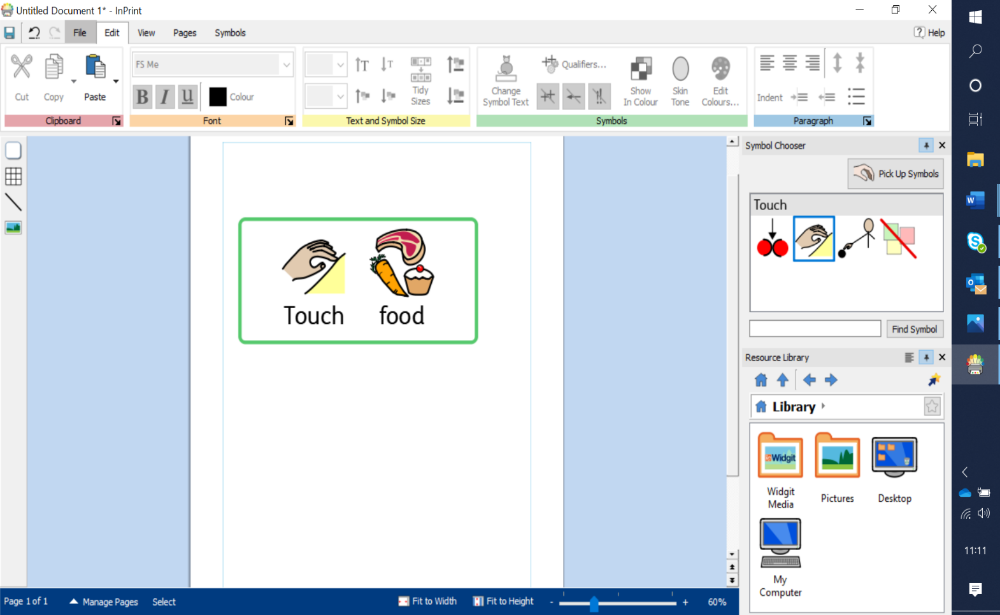 Untitled Document 1* - InPrint
File Edit View Pages Symbols
? Help
Cut Copy Paste
Clipboard
FS Me
B I U Colour
Font
T T
Tidy Sizes
Text and Symbol Size
Change Symbol Text
Qualifiers...
Show In Colour
Skin Tone
Edit Colours...
Symbols
Indent
Paragraph
Touch food
Symbol Chooser
Pick Up Symbols
Touch
Find Symbol
Resource Library
Library
Widgit
Widgit Media
Pictures
Desktop
My Computer
Page 1 of 1 Manage Pages Select
Fit to Width Fit to Height - + 60%
W
S
O
11:11